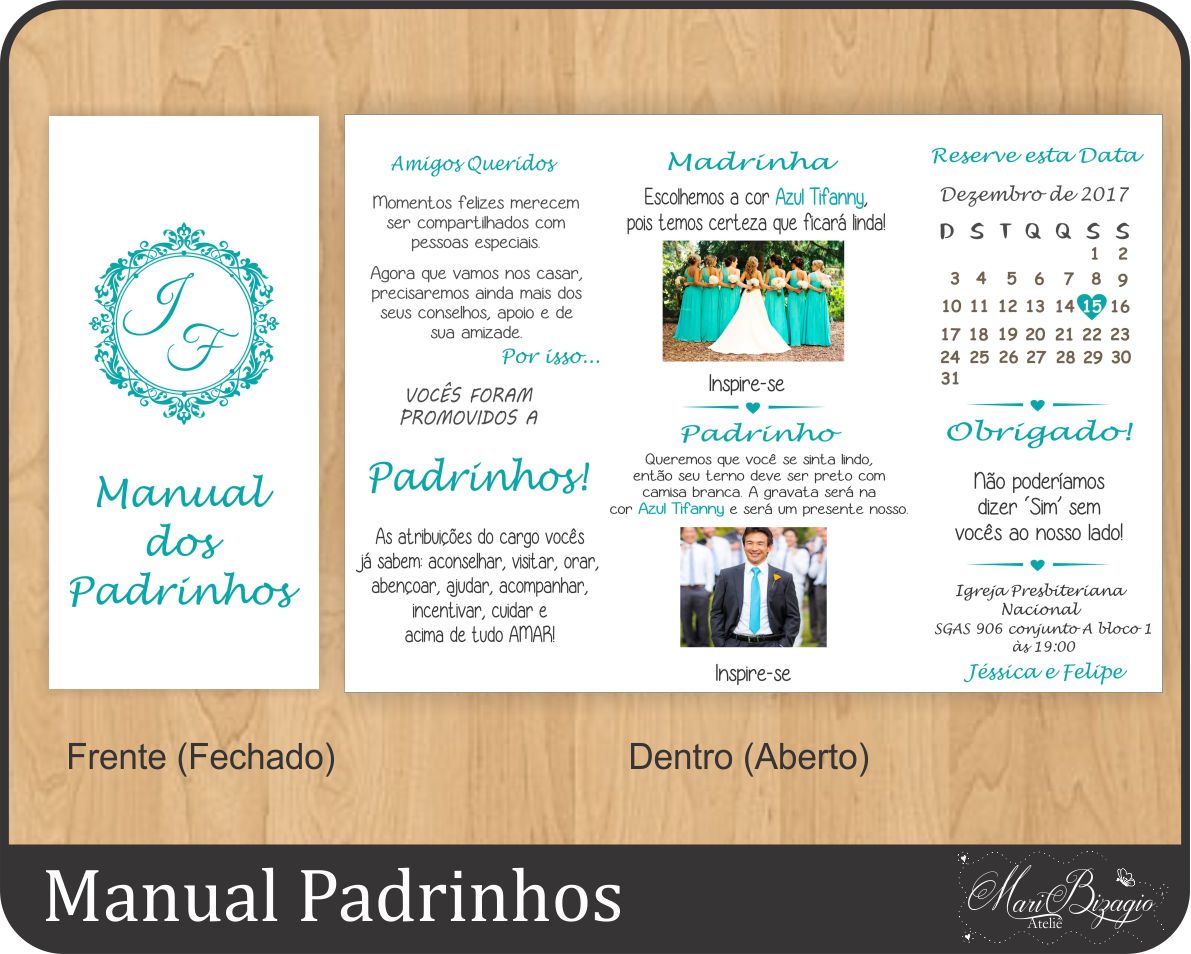 J
F
Manual
dos
Padrinhos
Amigos Queridos
Momentos felizes merecem
ser compartilhados com
pessoas especiais.
Agora que vamos nos casar,
precisaremos ainda mais dos
seus conselhos, apoio e de
sua amizade.
Por isso...
VOCÊS FORAM
PROMOVIDOS A
Padrinhos!
As atribuições do cargo vocês
já sabem: aconselhar, visitar, orar,
abençoar, ajudar, acompanhar,
incentivar, cuidar e
acima de tudo AMAR!
Madrinha
Escolhemos a cor Azul Tifanny,
pois temos certeza que ficará linda!
Inspire-se
Padrinho
Queremos que você se sinta lindo,
então seu terno deve ser preto com
camisa branca. A gravata será na
cor Azul Tifanny e será um presente nosso.
Inspire-se
Reserve esta Data
Dezembro de 2017
D S T Q Q S S
1 2
3 4 5 6 7 8 9
10 11 12 13 14 15 16
17 18 19 20 21 22 23
24 25 26 27 28 29 30
31
Obrigado!
Não poderíamos
dizer ´Sim´ sem
vocês ao nosso lado!
Igreja Presbiteriana
Nacional
SGAS 906 conjunto A bloco 1
às 19:00
Jéssica e Felipe
Frente (Fechado)
Dentro (Aberto)
Manual Padrinhos
Mari Bizagio
Ateliê